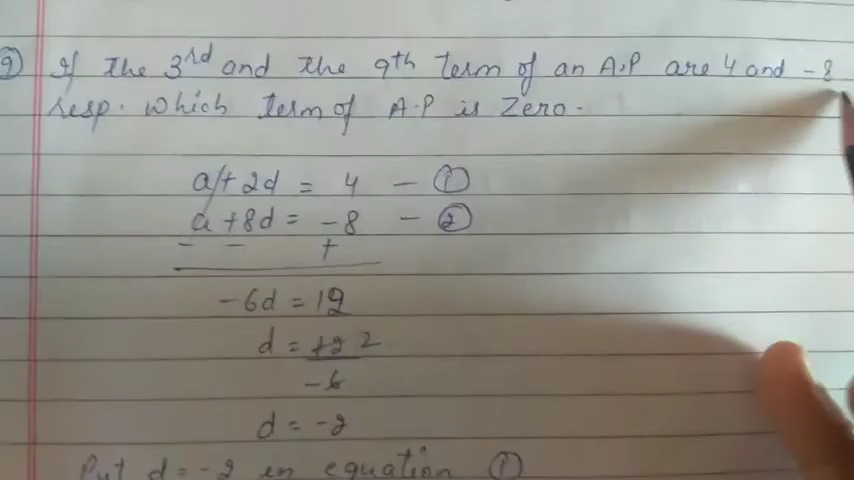 9) If the 3rd and the 9th term of an A.P are 4 and -8
resp. which term of A.P is Zero.
a + 2d = 4 — ①
a + 8d = -8 — ②
- - +
-6d = 12
d = 12 2
-6
d = -2
Put d = -2 in equation ①